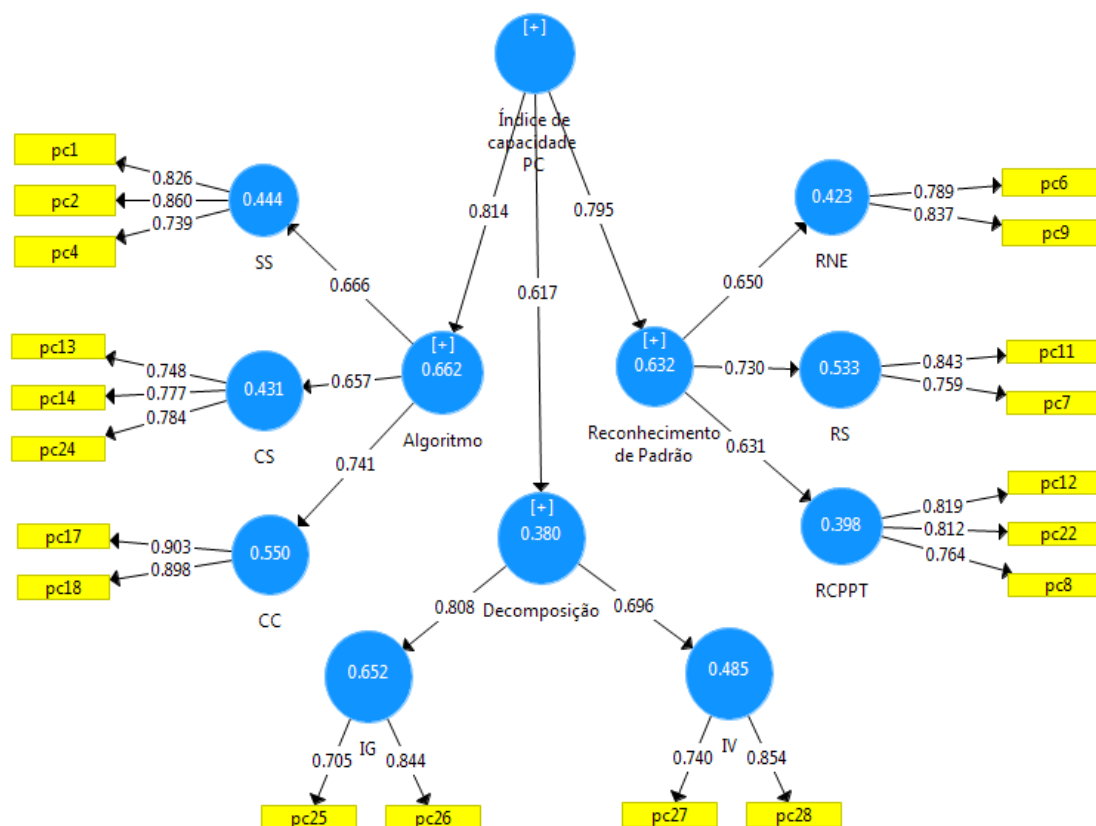 [+]
Índice de
capacidade
PC
0.814
0.617
0.795
pc1
pc2
pc4
0.826
0.860
0.739
0.444
SS
0.666
pc13
pc14
pc24
0.748
0.777
0.784
0.431
CS
0.657
[+]
0.662
Algoritmo
pc17
pc18
0.903
0.898
0.550
CC
0.741
[+]
0.632
Reconhecimento
de Padrão
0.650
0.423
RNE
0.789
0.837
pc6
pc9
0.730
0.533
RS
0.843
0.759
pc11
pc7
0.631
0.398
RCPPT
0.819
0.812
0.764
pc12
pc22
pc8
[+]
0.380
Decomposição
0.808
0.696
0.652
IG
0.705
0.844
pc25
pc26
0.485
IV
0.740
0.854
pc27
pc28